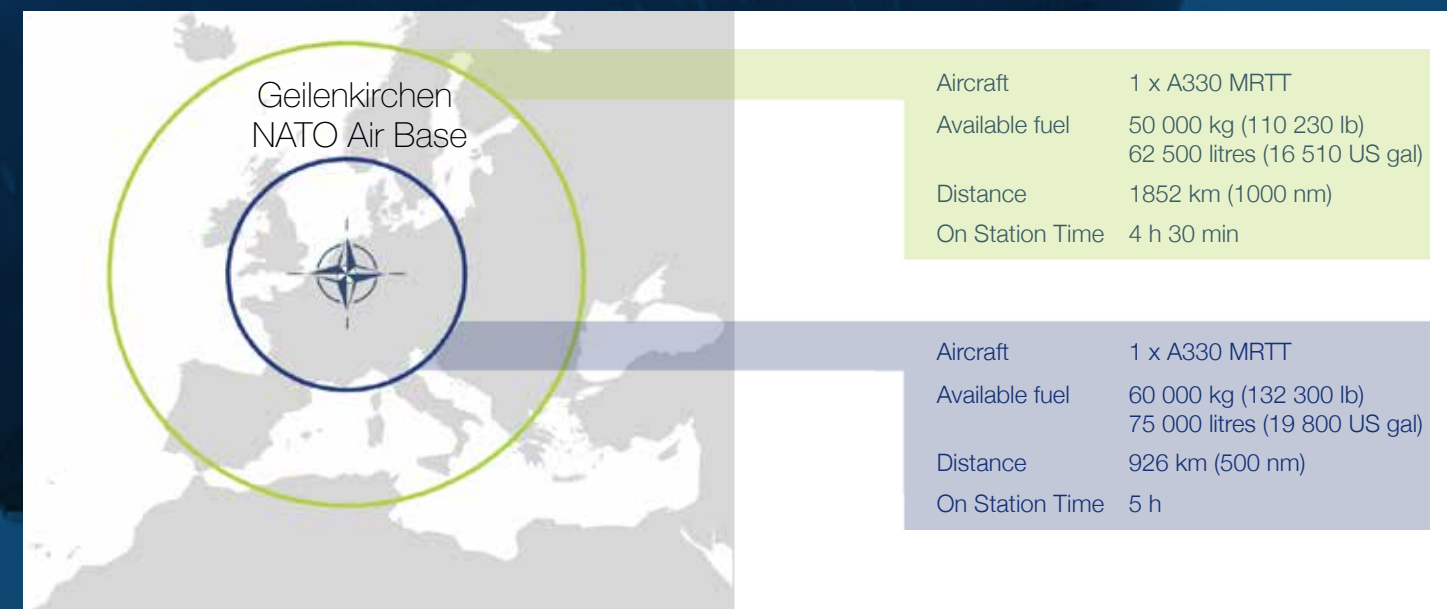 Geilenkirchen
NATO Air Base
Aircraft 1 x A330 MRTT
Available fuel 50 000 kg (110 230 lb)
62 500 litres (16 510 US gal)
Distance 1852 km (1000 nm)
On Station Time 4 h 30 min
Aircraft 1 x A330 MRTT
Available fuel 60 000 kg (132 300 lb)
75 000 litres (19 800 US gal)
Distance 926 km (500 nm)
On Station Time 5 h